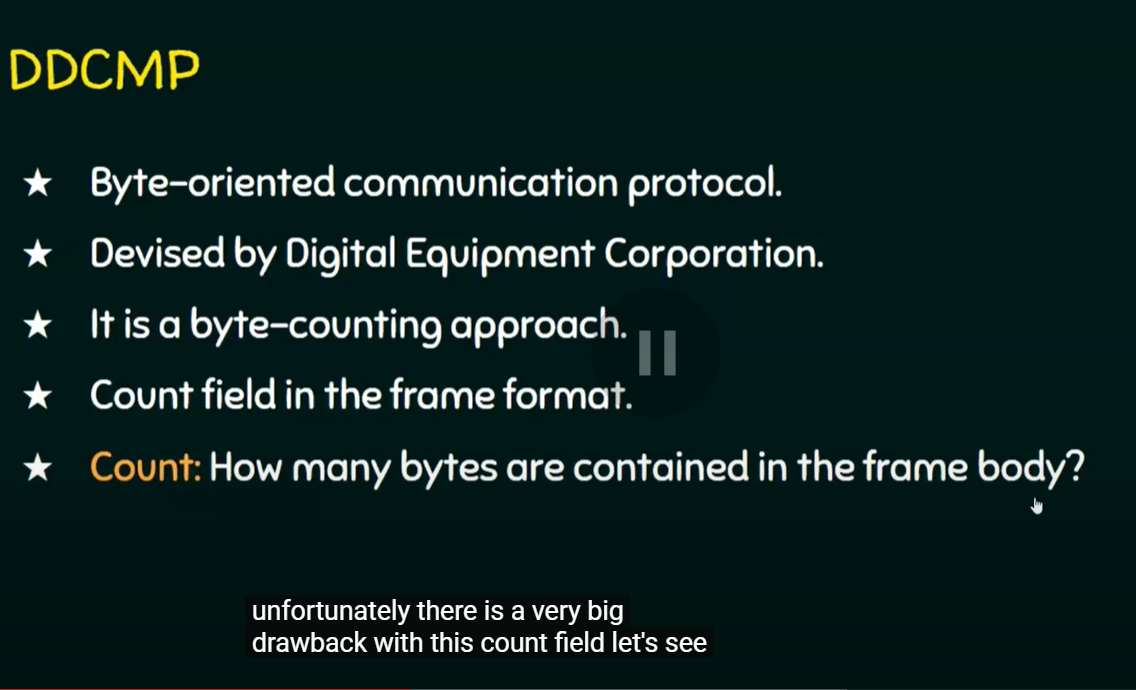 DDCMP
★ Byte-oriented communication protocol.
★ Devised by Digital Equipment Corporation.
★ It is a byte-counting approach.
★ Count field in the frame format.
★ Count: How many bytes are contained in the frame body?
unfortunately there is a very big
drawback with this count field let's see